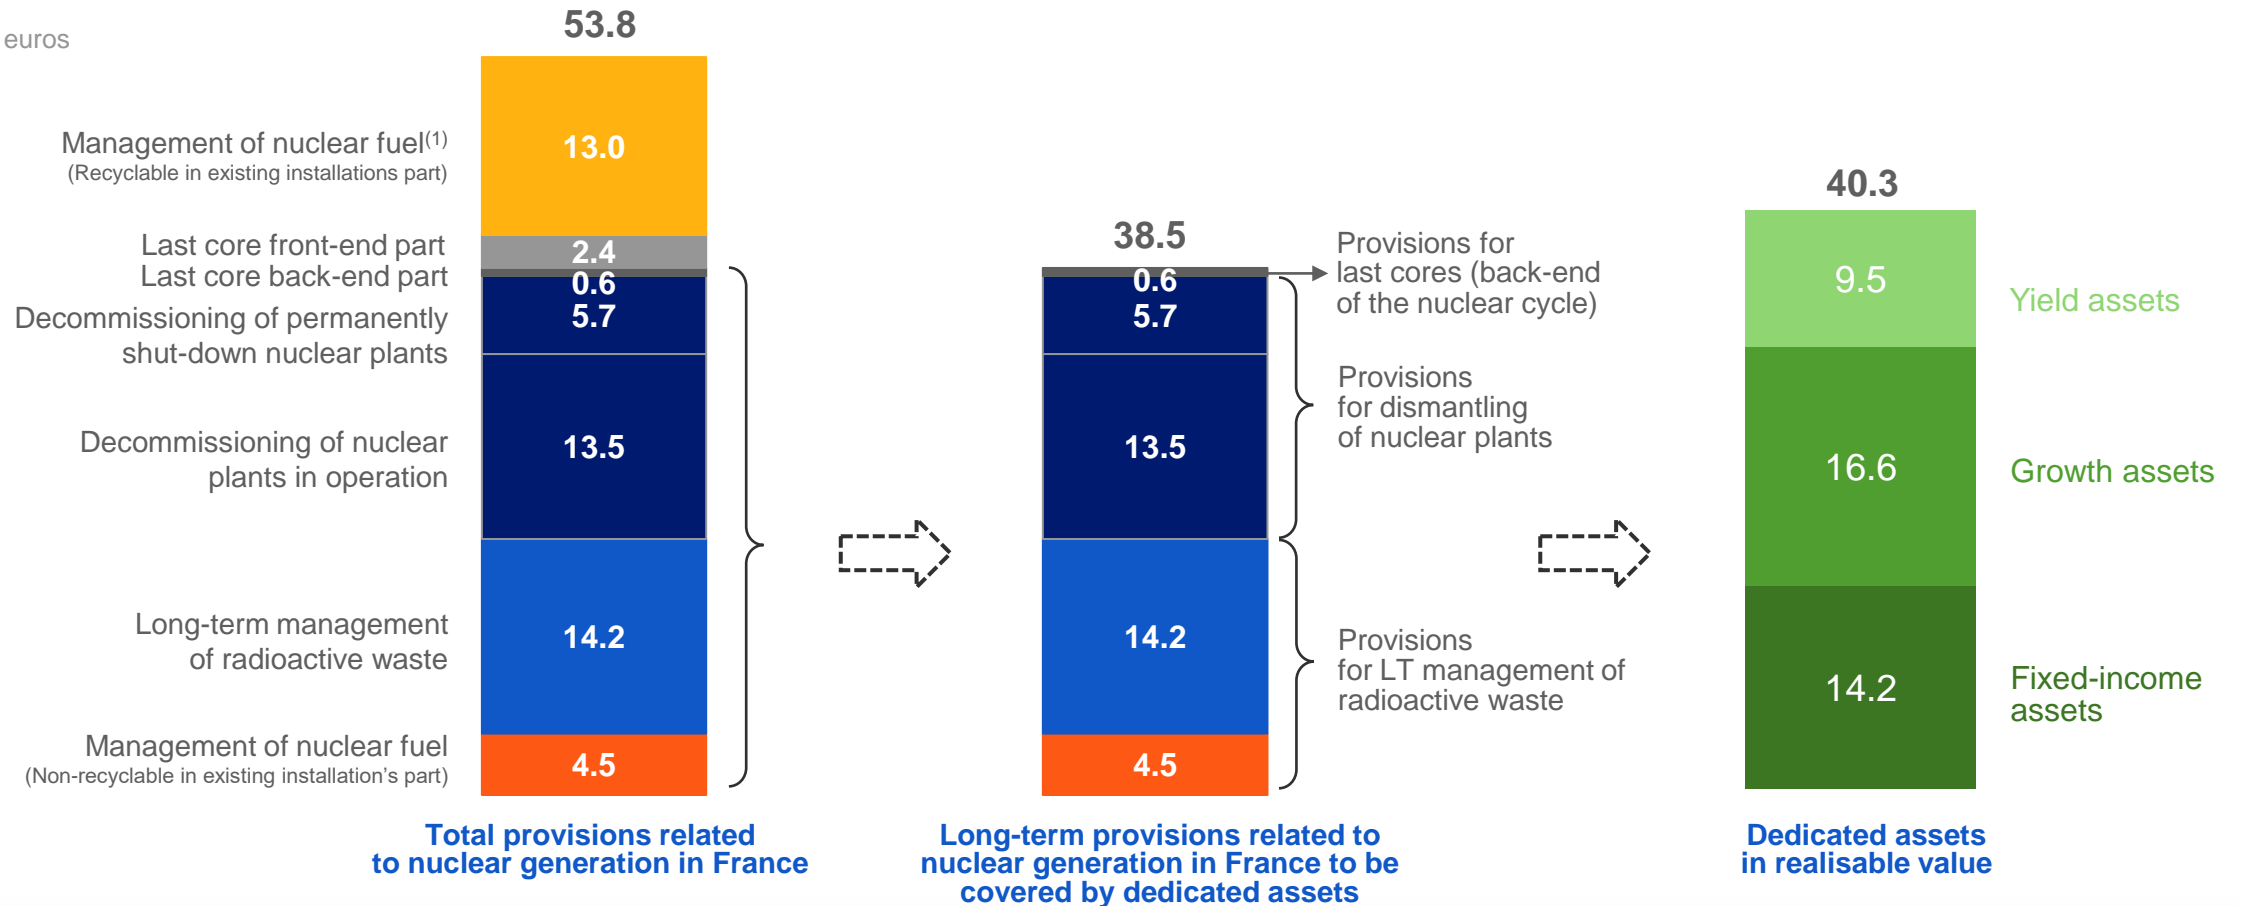 euros
53.8
Management of nuclear fuel(1)
(Recyclable in existing installations part)
13.0
Last core front-end part
2.4
Last core back-end part
0.6
Decommissioning of permanently
shut-down nuclear plants
5.7
Decommissioning of nuclear
plants in operation
13.5
Long-term management
of radioactive waste
14.2
Management of nuclear fuel
(Non-recyclable in existing installation's part)
4.5
Total provisions related
to nuclear generation in France
38.5
0.6
5.7
13.5
14.2
4.5
Provisions for
last cores (back-end
of the nuclear cycle)
Provisions
for dismantling
of nuclear plants
Provisions
for LT management of
radioactive waste
Long-term provisions related to
nuclear generation in France to be
covered by dedicated assets
40.3
9.5
Yield assets
16.6
Growth assets
14.2
Fixed-income
assets
Dedicated assets
in realisable value